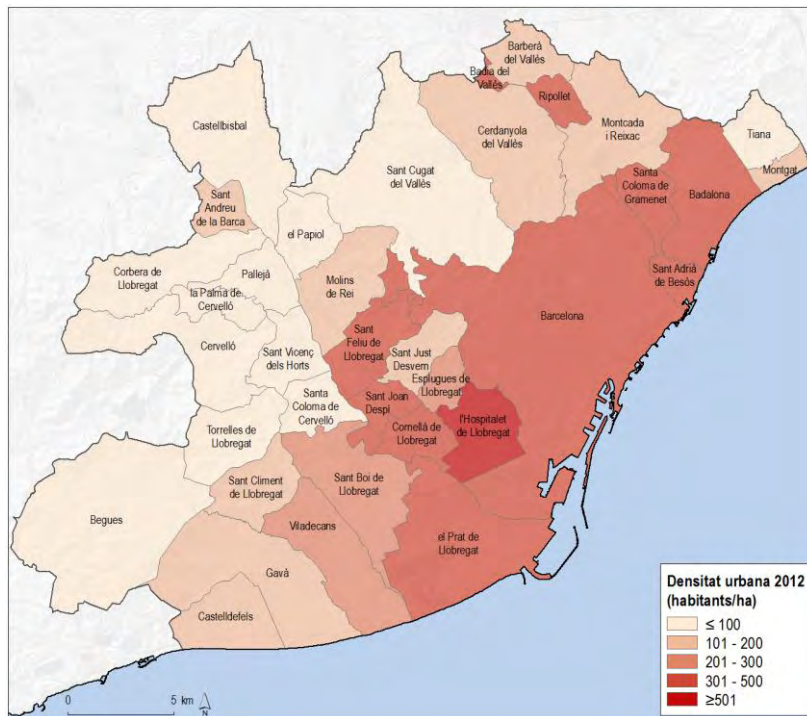 Barberà
del Vallès
Badia del
Vallès
Ripollet
Castellbisbal
Cerdanyola
del Vallès
Montcada
i Reixac
Tiana
Montgat
Sant Cugat
del Vallès
Santa
Coloma de
Gramenet
Badalona
Sant
Andreu
de la Barca
el Papiol
Corbera de
Llobregat
Pallejà
la Palma de
Cervelló
Molins
de Rei
Sant Adrià
de Besòs
Barcelona
Cervelló
Sant Vicenç
dels Horts
Sant
Feliu de
Llobregat
Sant Just
Desvern
Esplugues de
Llobregat
Santa
Coloma de
Cervelló
Sant Joan
Despí
Cornellà de
Llobregat
l'Hospitalet
de Llobregat
Torrelles de
Llobregat
Sant Climent
de Llobregat
Sant Boi de
Llobregat
Begues
Viladecans
el Prat de
Llobregat
Gavà
Castelldefels
Densitat urbana 2012
(habitants/ha)
≤ 100
101 - 200
201 - 300
301 - 500
≥501
0 5 km
N